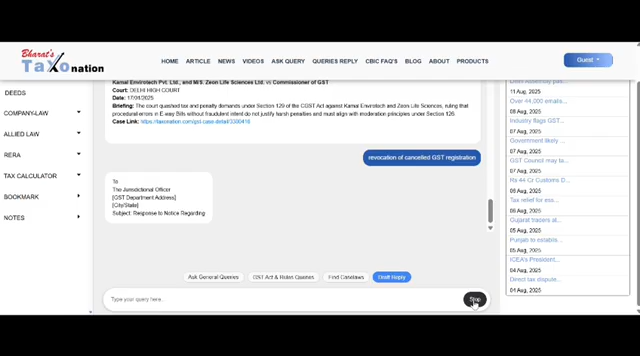 Bharat's
Taxonation
HOME
ARTICLE
NEWS
VIDEOS
ASK QUERY
QUERIES REPLY
CBIC FAQ'S
BLOG
ABOUT
PRODUCTS
Guest
DEEDS
COMPANY-LAW
ALLIED LAW
RERA
TAX CALCULATOR
BOOKMARK
NOTES
Kamal Envirotech Pvt. Ltd., and M/S. Zeon Life Sciences Ltd. vs Commissioner of GST
Court: DELHI HIGH COURT
Date: 17/04/2025
Briefing: The court quashed tax and penalty demands under Section 129 of the CGST Act against Kamal Envirotech and Zeon Life Sciences, ruling that
procedural errors in E-way Bills without fraudulent intent do not justify harsh penalties and must align with moderation principles under Section 126.
revocation of cancelled GST registration
To
The Jurisdictional Officer
[GST Department Address]
[City/State]
Subject: Response to Notice Regarding
Ask General Queries
GST Act & Rules Queries
Find Caselaws
Draft Reply
Type your query here..
Stop
11 Aug, 2025
Over 44,000 emails...
08 Aug, 2025
Industry flags GST...
07 Aug, 2025
Government likely ...
07 Aug, 2025
GST Council may ta...
07 Aug, 2025
Rs 44 Cr Customs D...
06 Aug, 2025
Tax relief for ess...
Gujarat traders al...
05 Aug, 2025
Punjab to establis...
05 Aug, 2025
ICEA's President...
04 Aug, 2025
Direct tax dispute...
04 Aug, 2025